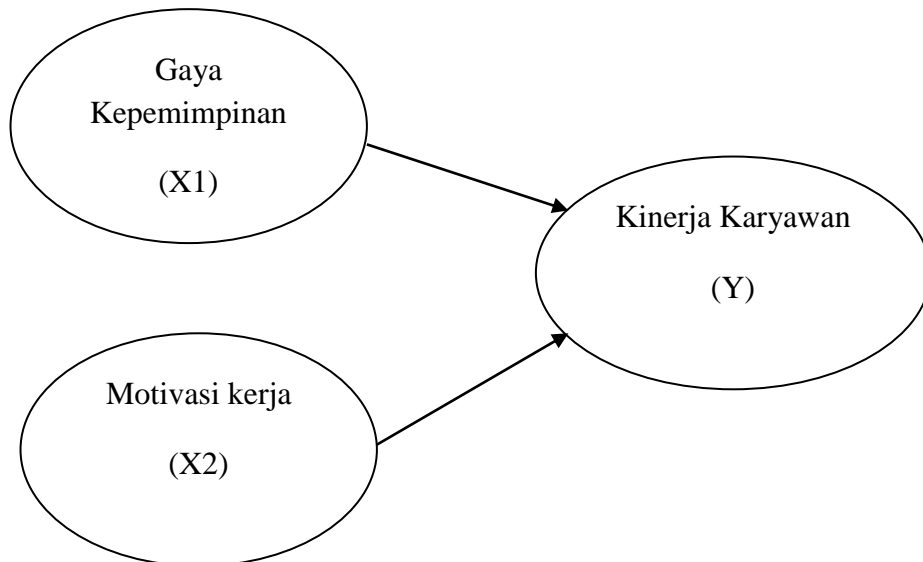 Gaya
Kepemimpinan
(X1)
Kinerja Karyawan
(Y)
Motivasi kerja
(X2)